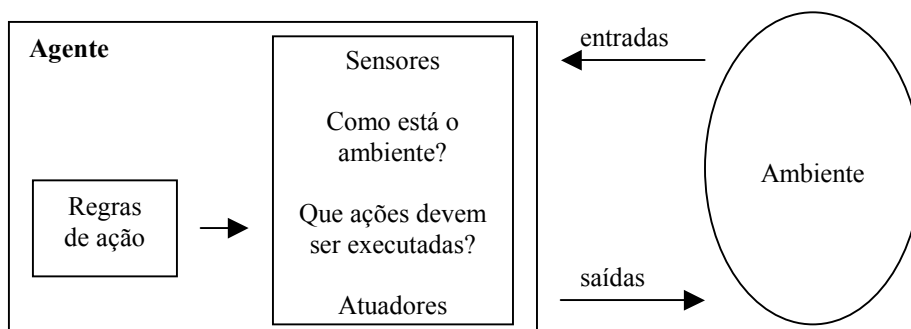 Agente
Sensores
Como está o
ambiente?
Que ações devem
ser executadas?
Atuadores
Regras
de ação
entradas
saídas
Ambiente